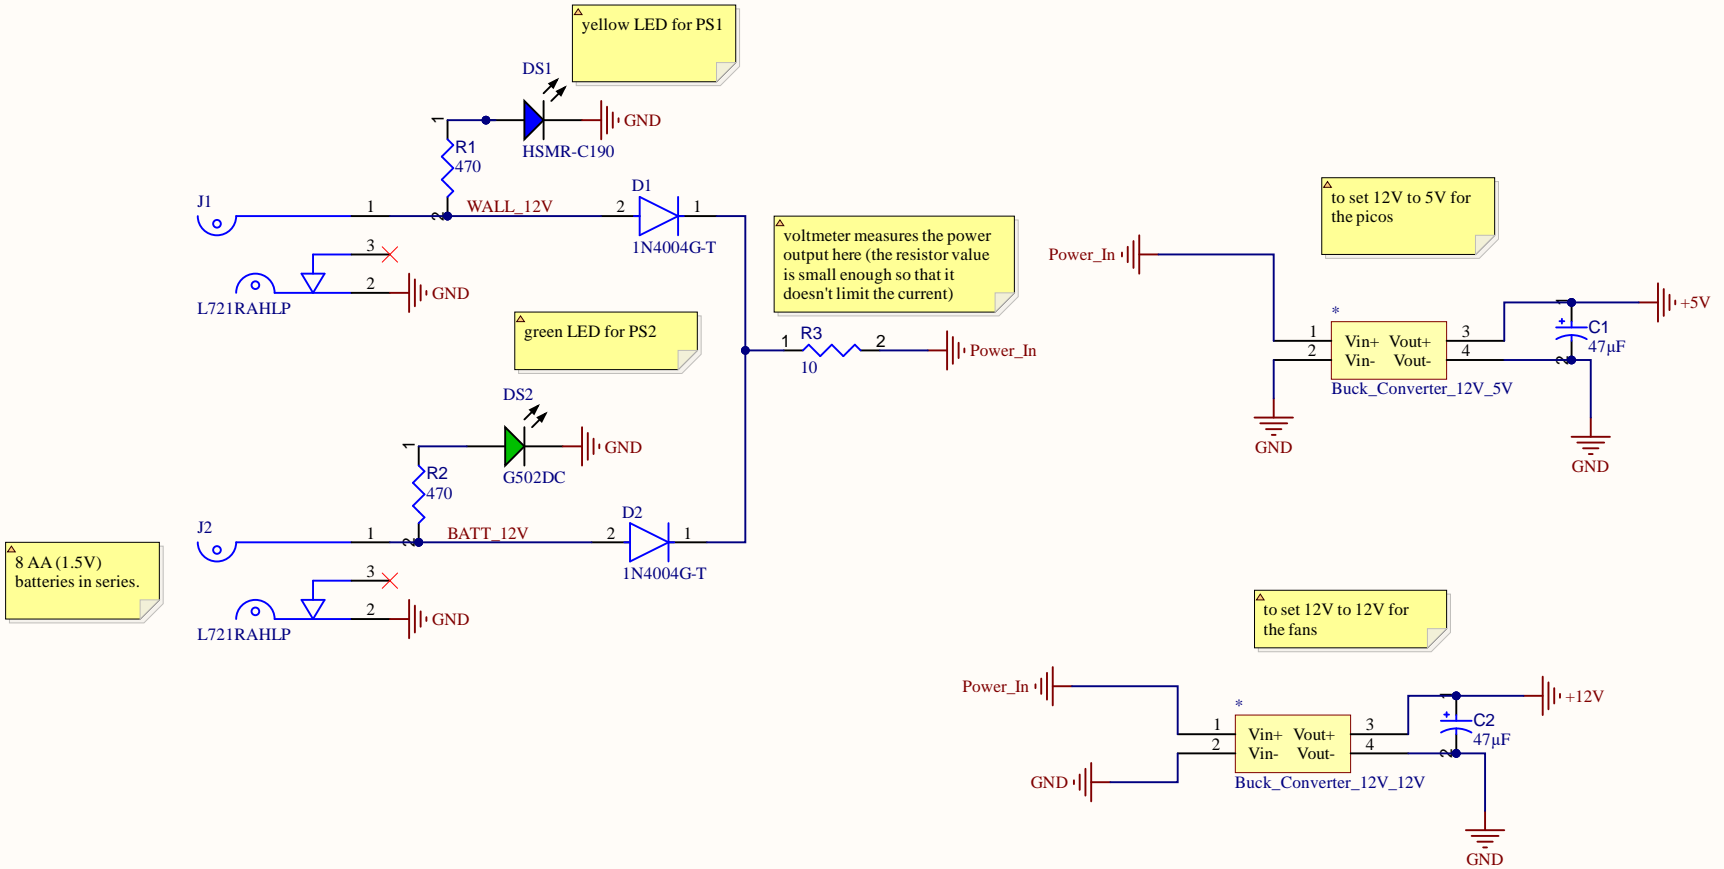 yellow LED for PS1
DS1
1
GND
HSMR-C190
R1
470
J1
1
2
WALL_12V
D1
2
1
1N4004G-T
3
2
GND
L721RAHLP
voltmeter measures the power
output here (the resistor value
is small enough so that it
doesn't limit the current)
green LED for PS2
1
R3
2
10
Power_In
DS2
1
GND
G502DC
R2
470
J2
1
2
BATT_12V
D2
2
1
1N4004G-T
8 AA (1.5V)
batteries in series.
3
2
GND
L721RAHLP
to set 12V to 5V for
the picos
Power_In
*
1
Vin+
Vout+
3
2
Vin-
Vout-
4
Buck_Converter_12V_5V
1
+5V
C1
47µF
2
GND
GND
to set 12V to 12V for
the fans
Power_In
*
1
Vin+
Vout+
3
2
Vin-
Vout-
4
GND
Buck_Converter_12V_12V
1
+12V
C2
47µF
2
GND